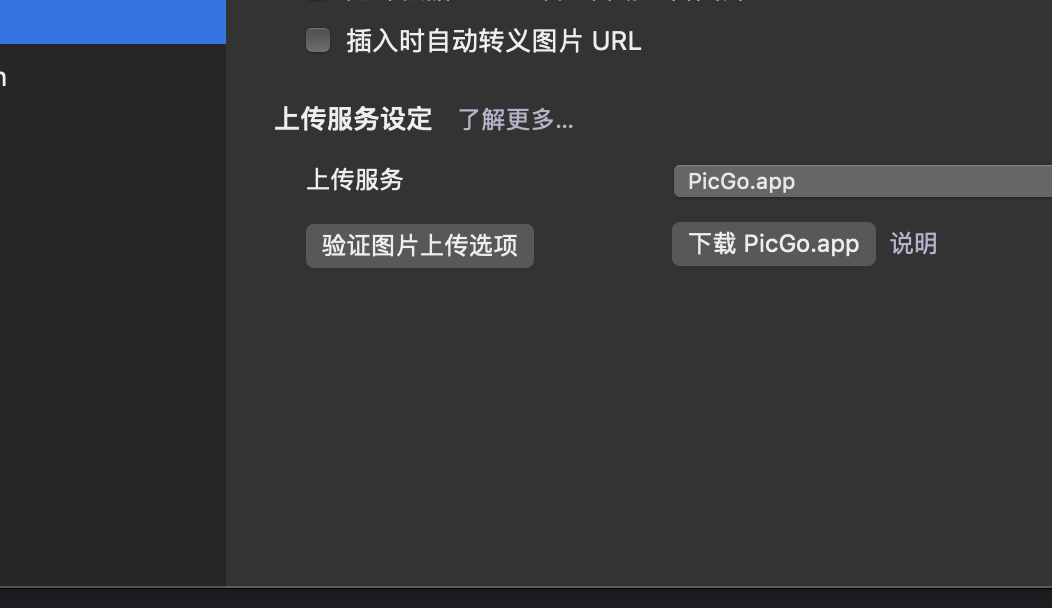 插入时自动转义图片 URL
上传服务设定 了解更多...
上传服务 PicGo.app
验证图片上传选项 下载 PicGo.app 说明